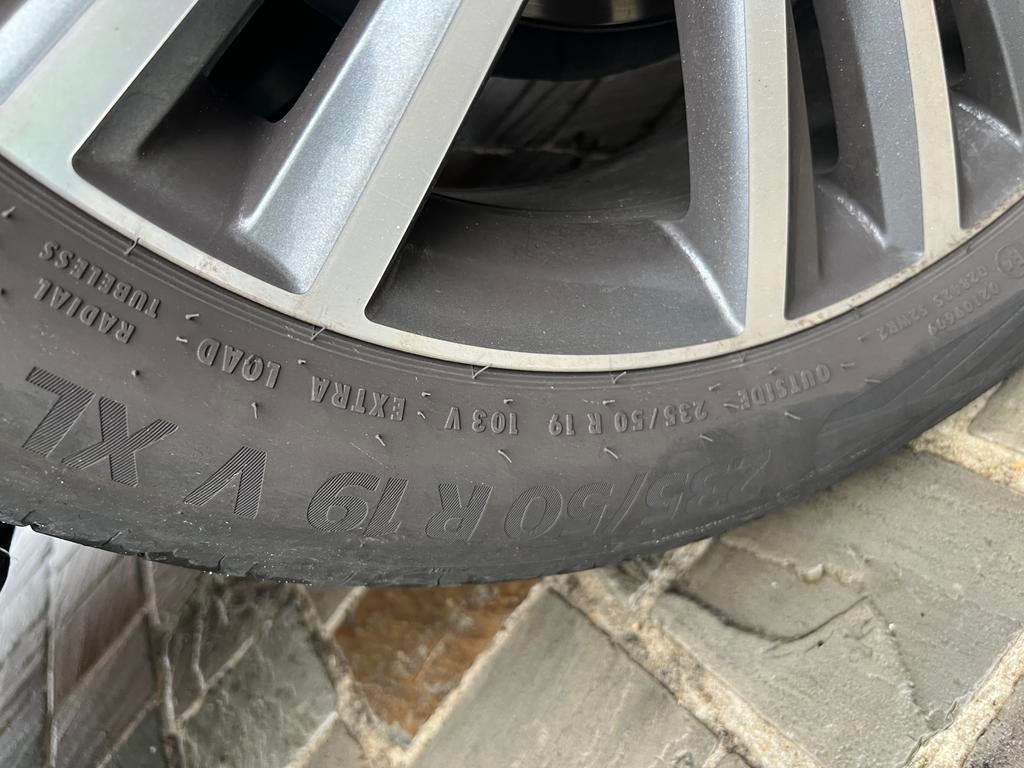 RADIAL
TUBELESS
EXTRA LOAD
235/50 R 19 103 V
OUTSIDE
235/50 R 19 V XL